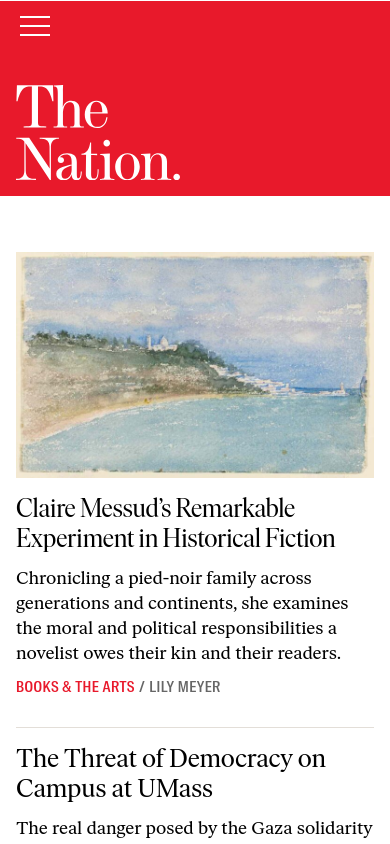 The
Nation.
Claire Messud’s Remarkable
Experiment in Historical Fiction
Chronicling a pied-noir family across
generations and continents, she examines
the moral and political responsibilities a
novelist owes their kin and their readers.
BOOKS & THE ARTS / LILY MEYER
The Threat of Democracy on
Campus at UMass
The real danger posed by the Gaza solidarity